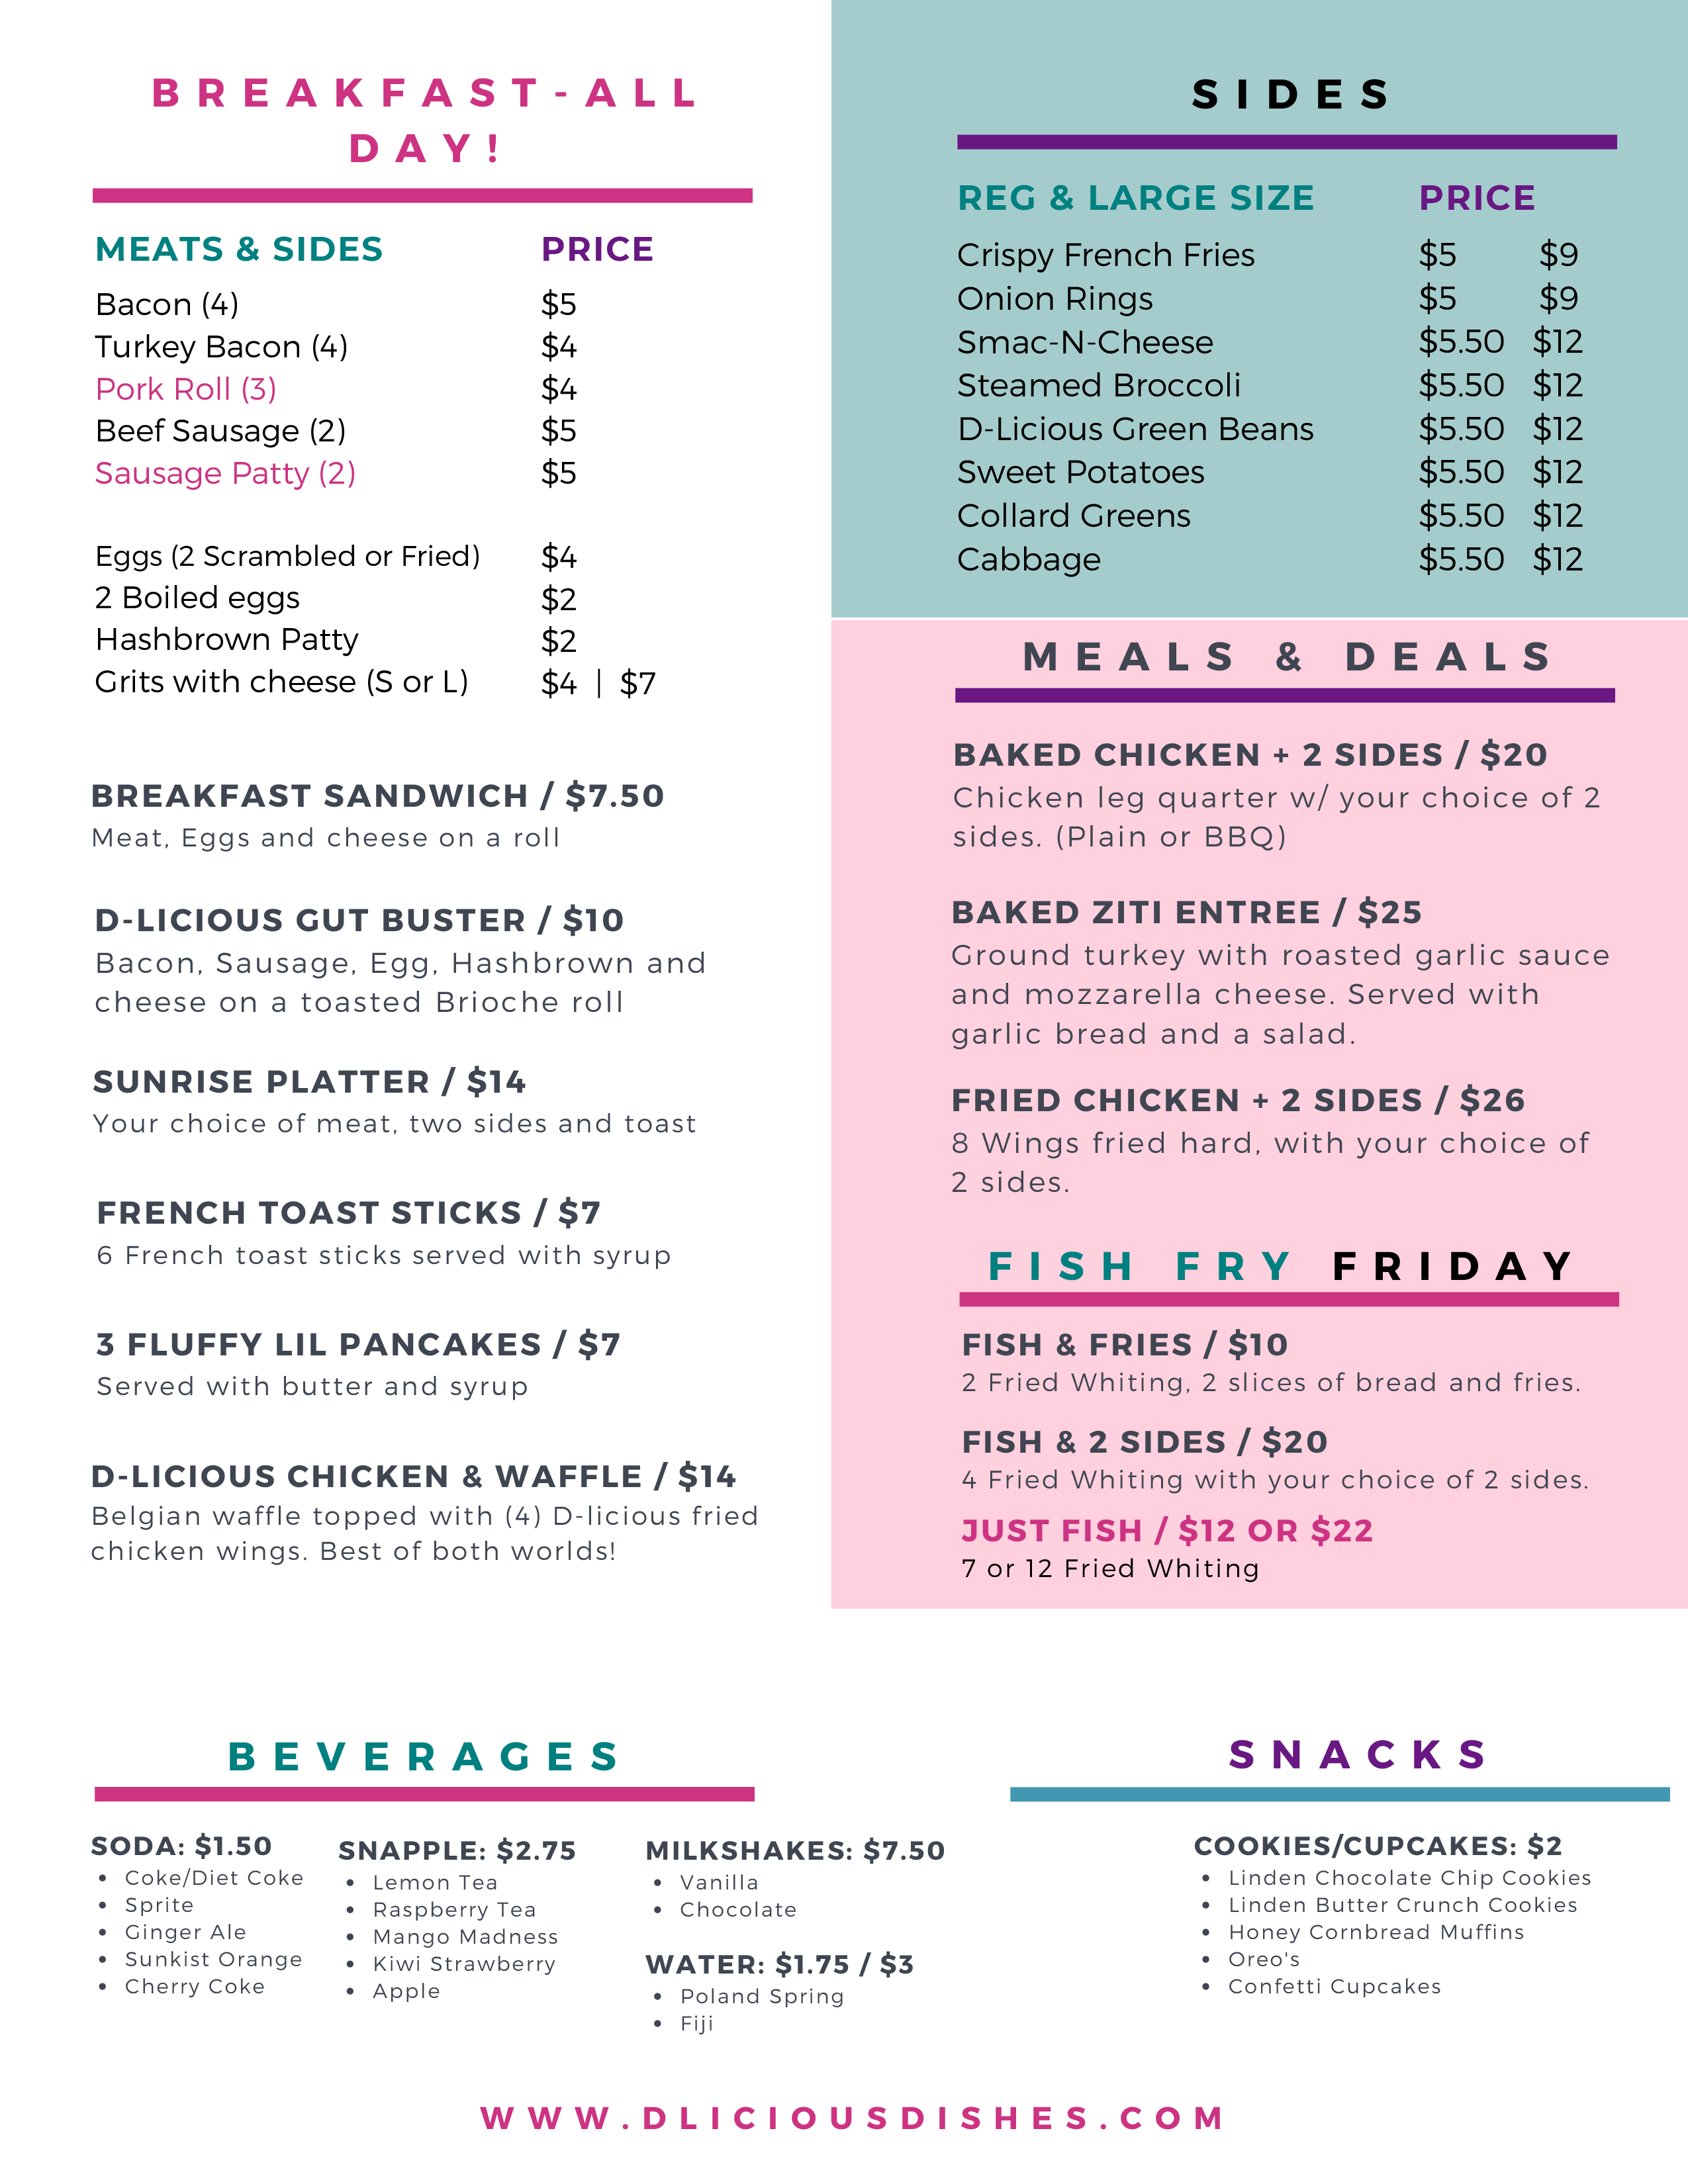 BREAKFAST-ALL
DAY!
MEATS & SIDES PRICE
Bacon (4) $5
Turkey Bacon (4) $4
Pork Roll (3) $4
Beef Sausage (2) $5
Sausage Patty (2) $5
Eggs (2 Scrambled or Fried) $4
2 Boiled eggs $2
Hashbrown Patty $2
Grits with cheese (S or L) $4 | $7
BREAKFAST SANDWICH / $7.50
Meat, Eggs and cheese on a roll
D-LICIOUS GUT BUSTER / $10
Bacon, Sausage, Egg, Hashbrown and
cheese on a toasted Brioche roll
SUNRISE PLATTER / $14
Your choice of meat, two sides and toast
FRENCH TOAST STICKS / $7
6 French toast sticks served with syrup
3 FLUFFY LIL PANCAKES / $7
Served with butter and syrup
D-LICIOUS CHICKEN & WAFFLE / $14
Belgian waffle topped with (4) D-licious fried
chicken wings. Best of both worlds!
SIDES
REG & LARGE SIZE PRICE
Crispy French Fries $5 $9
Onion Rings $5 $9
Smac-N-Cheese $5.50 $12
Steamed Broccoli $5.50 $12
D-Licious Green Beans $5.50 $12
Sweet Potatoes $5.50 $12
Collard Greens $5.50 $12
Cabbage $5.50 $12
MEALS & DEALS
BAKED CHICKEN + 2 SIDES / $20
Chicken leg quarter w/ your choice of 2
sides. (Plain or BBQ)
BAKED ZITI ENTREE / $25
Ground turkey with roasted garlic sauce
and mozzarella cheese. Served with
garlic bread and a salad.
FRIED CHICKEN + 2 SIDES / $26
8 Wings fried hard, with your choice of
2 sides.
FISH FRY FRIDAY
FISH & FRIES / $10
2 Fried Whiting, 2 slices of bread and fries.
FISH & 2 SIDES / $20
4 Fried Whiting with your choice of 2 sides.
JUST FISH / $12 OR $22
7 or 12 Fried Whiting
BEVERAGES
SODA: $1.50
• Coke/Diet Coke
• Sprite
• Ginger Ale
• Sunkist Orange
• Cherry Coke
SNAPPLE: $2.75
• Lemon Tea
• Raspberry Tea
• Mango Madness
• Kiwi Strawberry
• Apple
MILKSHAKES: $7.50
• Vanilla
• Chocolate
WATER: $1.75 / $3
• Poland Spring
• Fiji
SNACKS
COOKIES/CUPCAKES: $2
• Linden Chocolate Chip Cookies
• Linden Butter Crunch Cookies
• Honey Cornbread Muffins
• Oreo's
• Confetti Cupcakes
WWW.DLICIOUSDISHES.COM